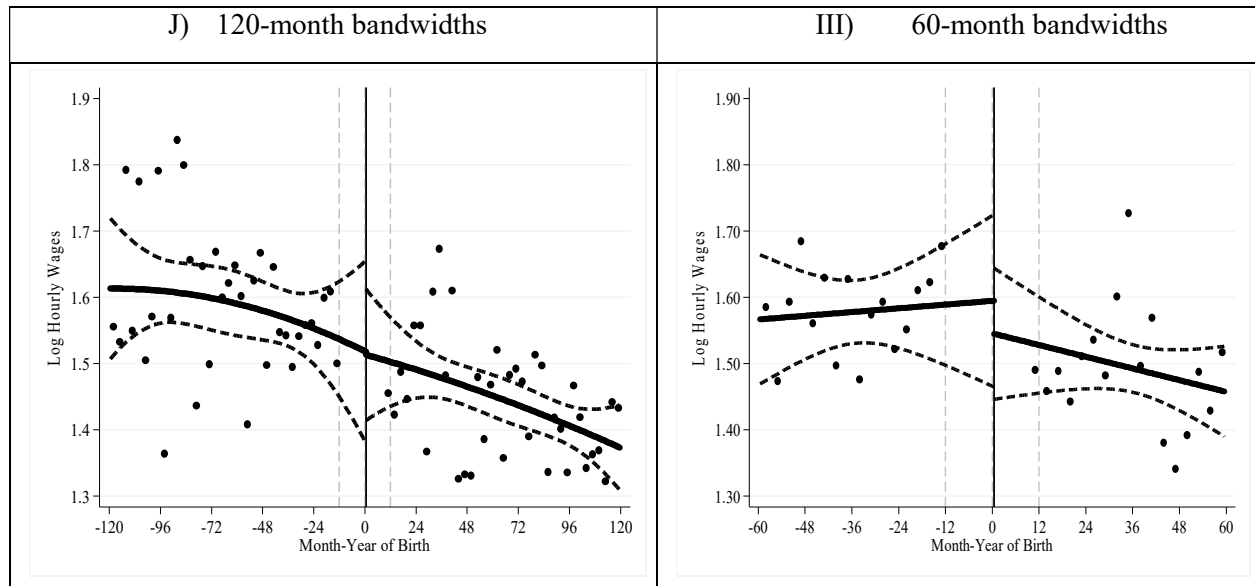 J) 120-month bandwidths
III) 60-month bandwidths
Log Hourly Wages
1.9
1.8
1.7
1.6
1.5
1.4
1.3
-120 -96 -72 -48 -24 0 24 48 72 96 120
Month-Year of Birth
Log Hourly Wages
1.90
1.80
1.70
1.60
1.50
1.40
1.30
-60 -48 -36 -24 -12 0 12 24 36 48 60
Month-Year of Birth